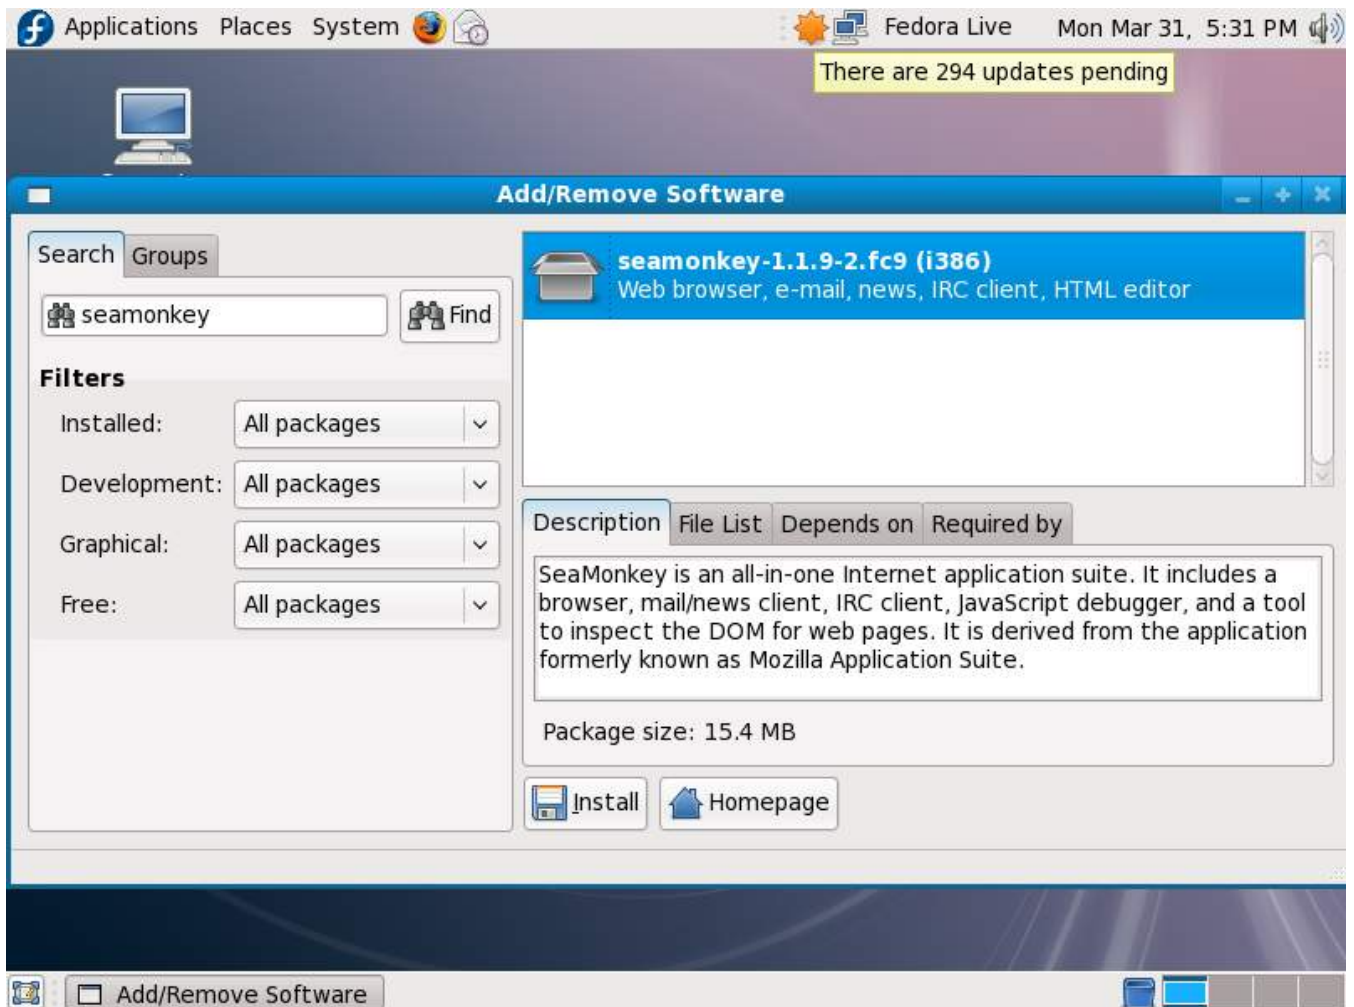 Applications Places System Fedora Live Mon Mar 31, 5:31 PM
There are 294 updates pending
Add/Remove Software
Search Groups
seamonkey Find
Filters
Installed: All packages
Development: All packages
Graphical: All packages
Free: All packages
seamonkey-1.1.9-2.fc9 (i386)
Web browser, e-mail, news, IRC client, HTML editor
Description File List Depends on Required by
SeaMonkey is an all-in-one Internet application suite. It includes a
browser, mail/news client, IRC client, JavaScript debugger, and a tool
to inspect the DOM for web pages. It is derived from the application
formerly known as Mozilla Application Suite.
Package size: 15.4 MB
Install Homepage
Add/Remove Software